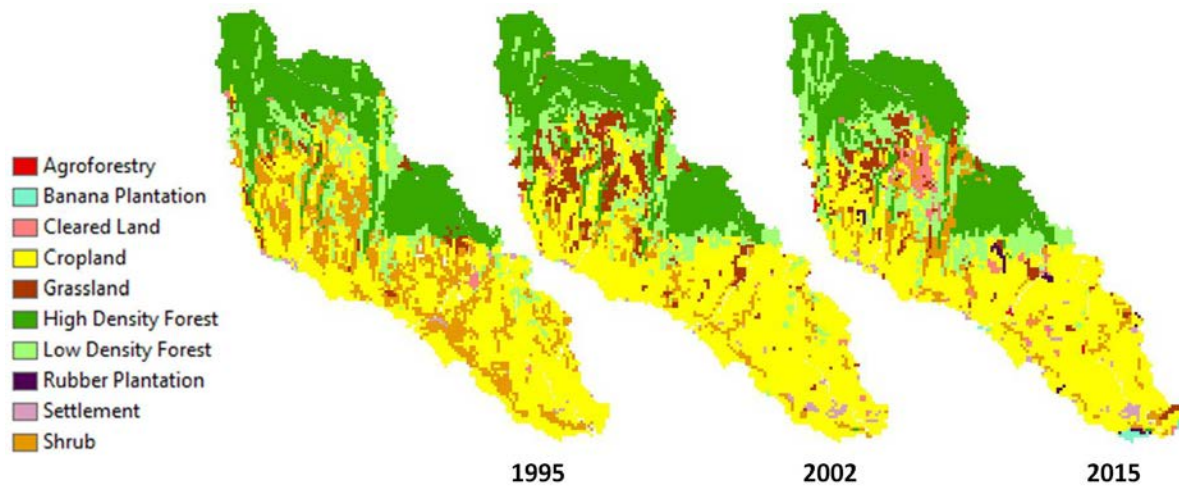 Agroforestry
Banana Plantation
Cleared Land
Cropland
Grassland
High Density Forest
Low Density Forest
Rubber Plantation
Settlement
Shrub
1995
2002
2015